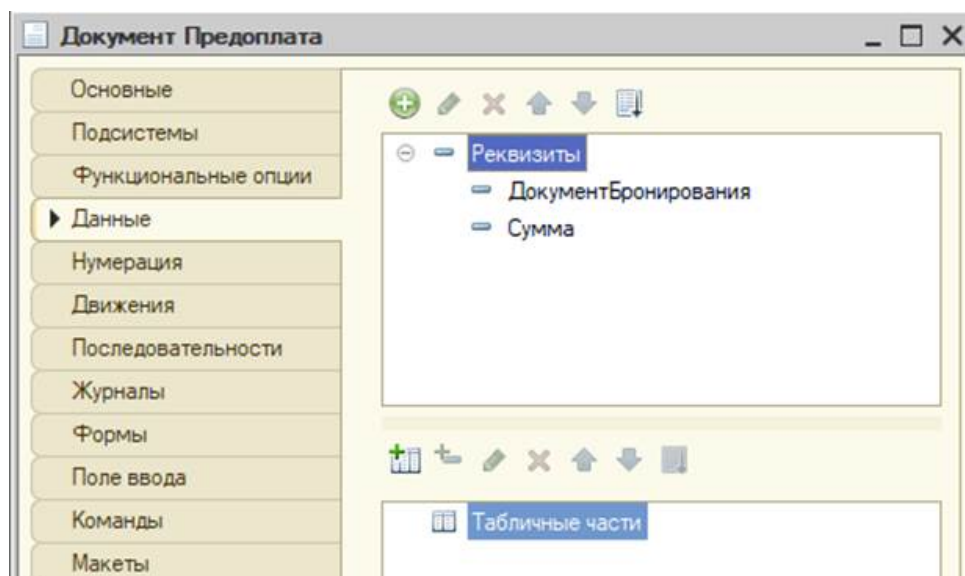 Документ Предоплата
Основные
Подсистемы
Функциональные опции
Данные
Нумерация
Движения
Последовательности
Журналы
Формы
Поле ввода
Команды
Макеты
Реквизиты
ДокументБронирования
Сумма
Табличные части